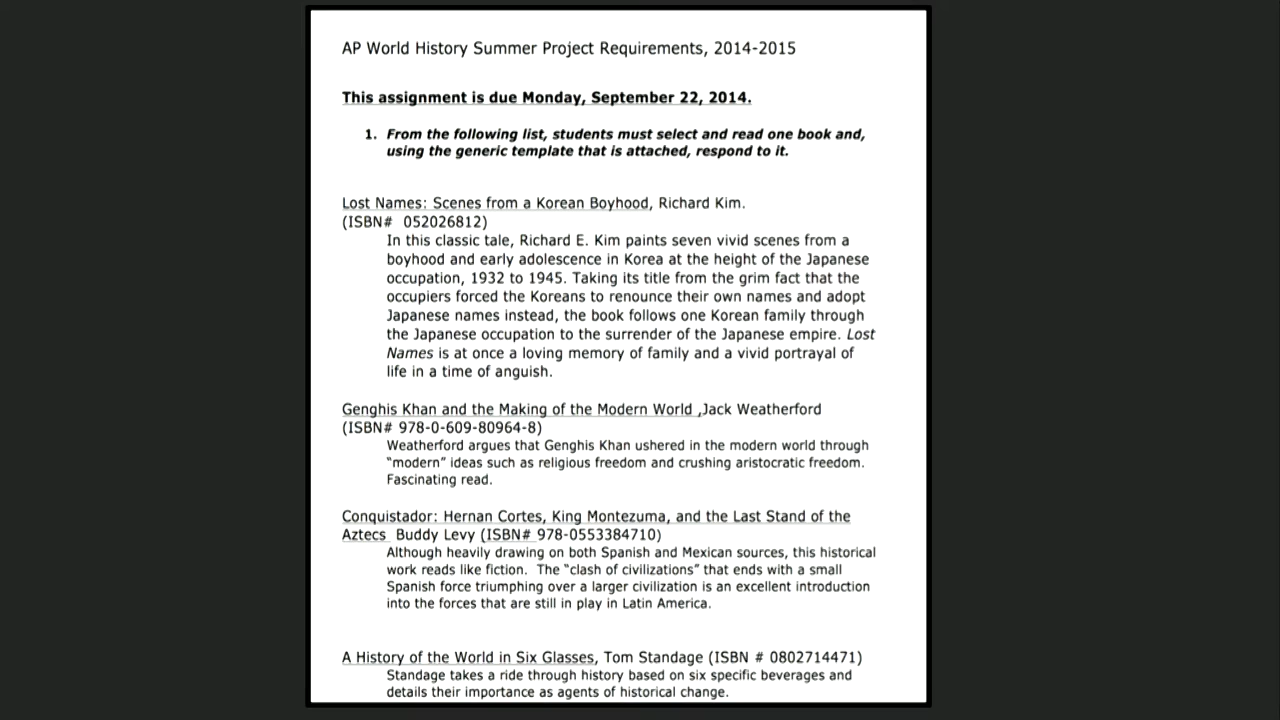 AP World History Summer Project Requirements, 2014-2015
This assignment is due Monday, September 22, 2014.
1. From the following list, students must select and read one book and,
using the generic template that is attached, respond to it.
Lost Names: Scenes from a Korean Boyhood, Richard Kim.
(ISBN# 052026812)
In this classic tale, Richard E. Kim paints seven vivid scenes from a
boyhood and early adolescence in Korea at the height of the Japanese
occupation, 1932 to 1945. Taking its title from the grim fact that the
occupiers forced the Koreans to renounce their own names and adopt
Japanese names instead, the book follows one Korean family through
the Japanese occupation to the surrender of the Japanese empire. Lost
Names is at once a loving memory of family and a vivid portrayal of
life in a time of anguish.
Genghis Khan and the Making of the Modern World ,Jack Weatherford
(ISBN# 978-0-609-80964-8)
Weatherford argues that Genghis Khan ushered in the modern world through
“modern” ideas such as religious freedom and crushing aristocratic freedom.
Fascinating read.
Conquistador: Hernan Cortes, King Montezuma, and the Last Stand of the
Aztecs Buddy Levy (ISBN# 978-0553384710)
Although heavily drawing on both Spanish and Mexican sources, this historical
work reads like fiction. The “clash of civilizations” that ends with a small
Spanish force triumphing over a larger civilization is an excellent introduction
into the forces that are still in play in Latin America.
A History of the World in Six Glasses, Tom Standage (ISBN # 0802714471)
Standage takes a ride through history based on six specific beverages and
details their importance as agents of historical change.